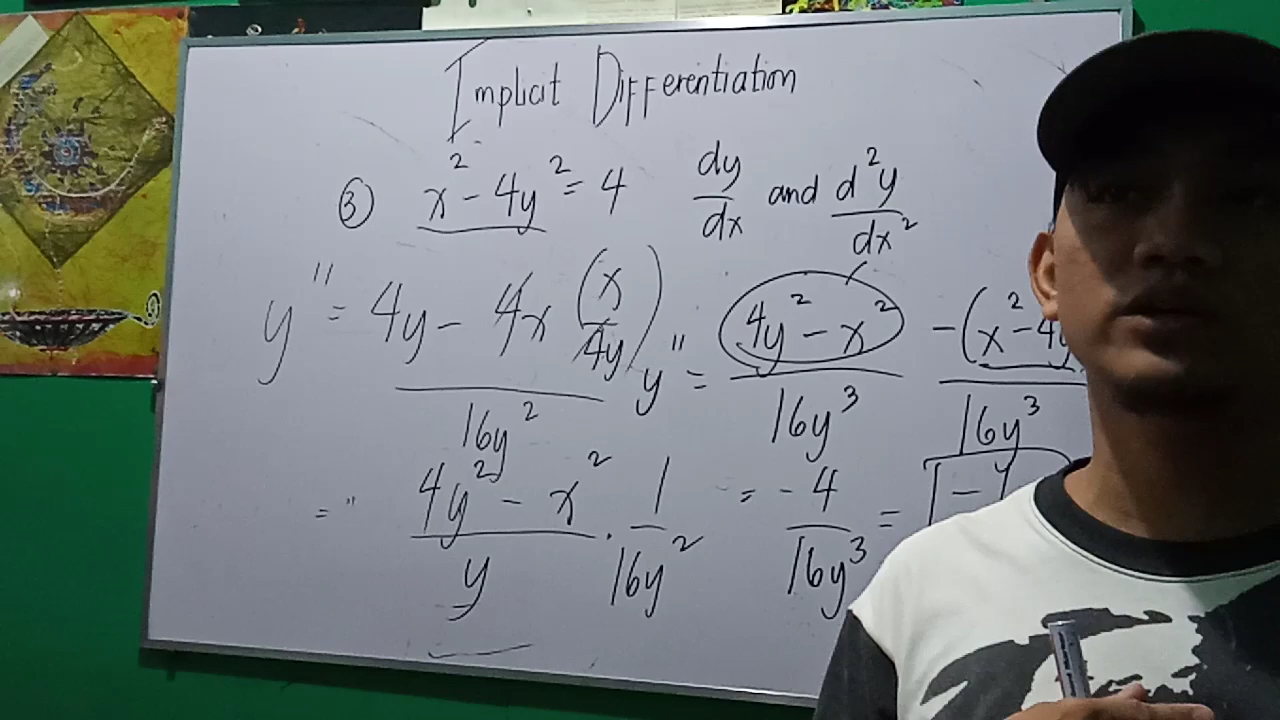 Implicit Differentiation
③ x² - 4y² = 4 dy/dx and d²y/dx²
y'' = (4y - 4x (x/4y)) / 16y² y'' = (4y² - x²) / 16y³ -(x² - 4y / 16y³
=" (4y² - x²) / y · 1 / 16y² = -4 / 16y³ =